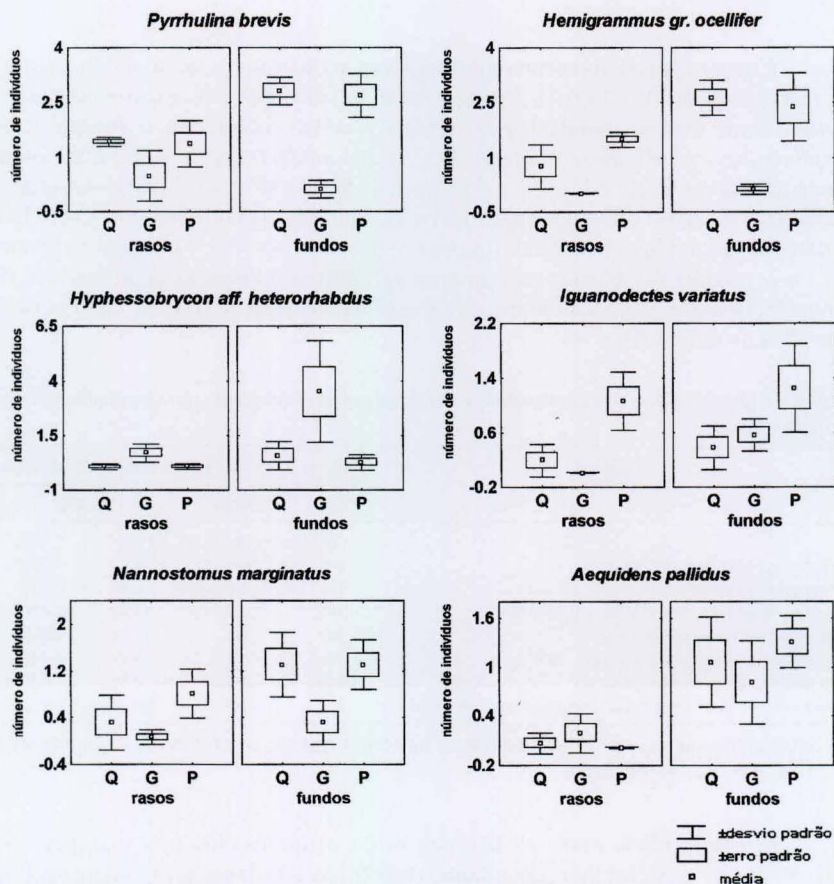 Pyrrhulina brevis
número de indivíduos
4
2.5
1
-0.5
Q G P
rasos
Q G P
fundos
Hemigrammus gr. ocellifer
número de indivíduos
4
2.5
1
-0.5
Q G P
rasos
Q G P
fundos
Hyphessobrycon aff. heterorhabdus
número de indivíduos
6.5
4
1.5
-1
Q G P
rasos
Q G P
fundos
Iguanodectes variatus
número de indivíduos
2.2
1.4
0.6
-0.2
Q G P
rasos
Q G P
fundos
Nannostomus marginatus
número de indivíduos
2
1.2
0.4
-0.4
Q G P
rasos
Q G P
fundos
Aequidens pallidus
número de indivíduos
1.6
1
0.4
-0.2
Q G P
rasos
Q G P
fundos
±desvio padrão
±erro padrão
média